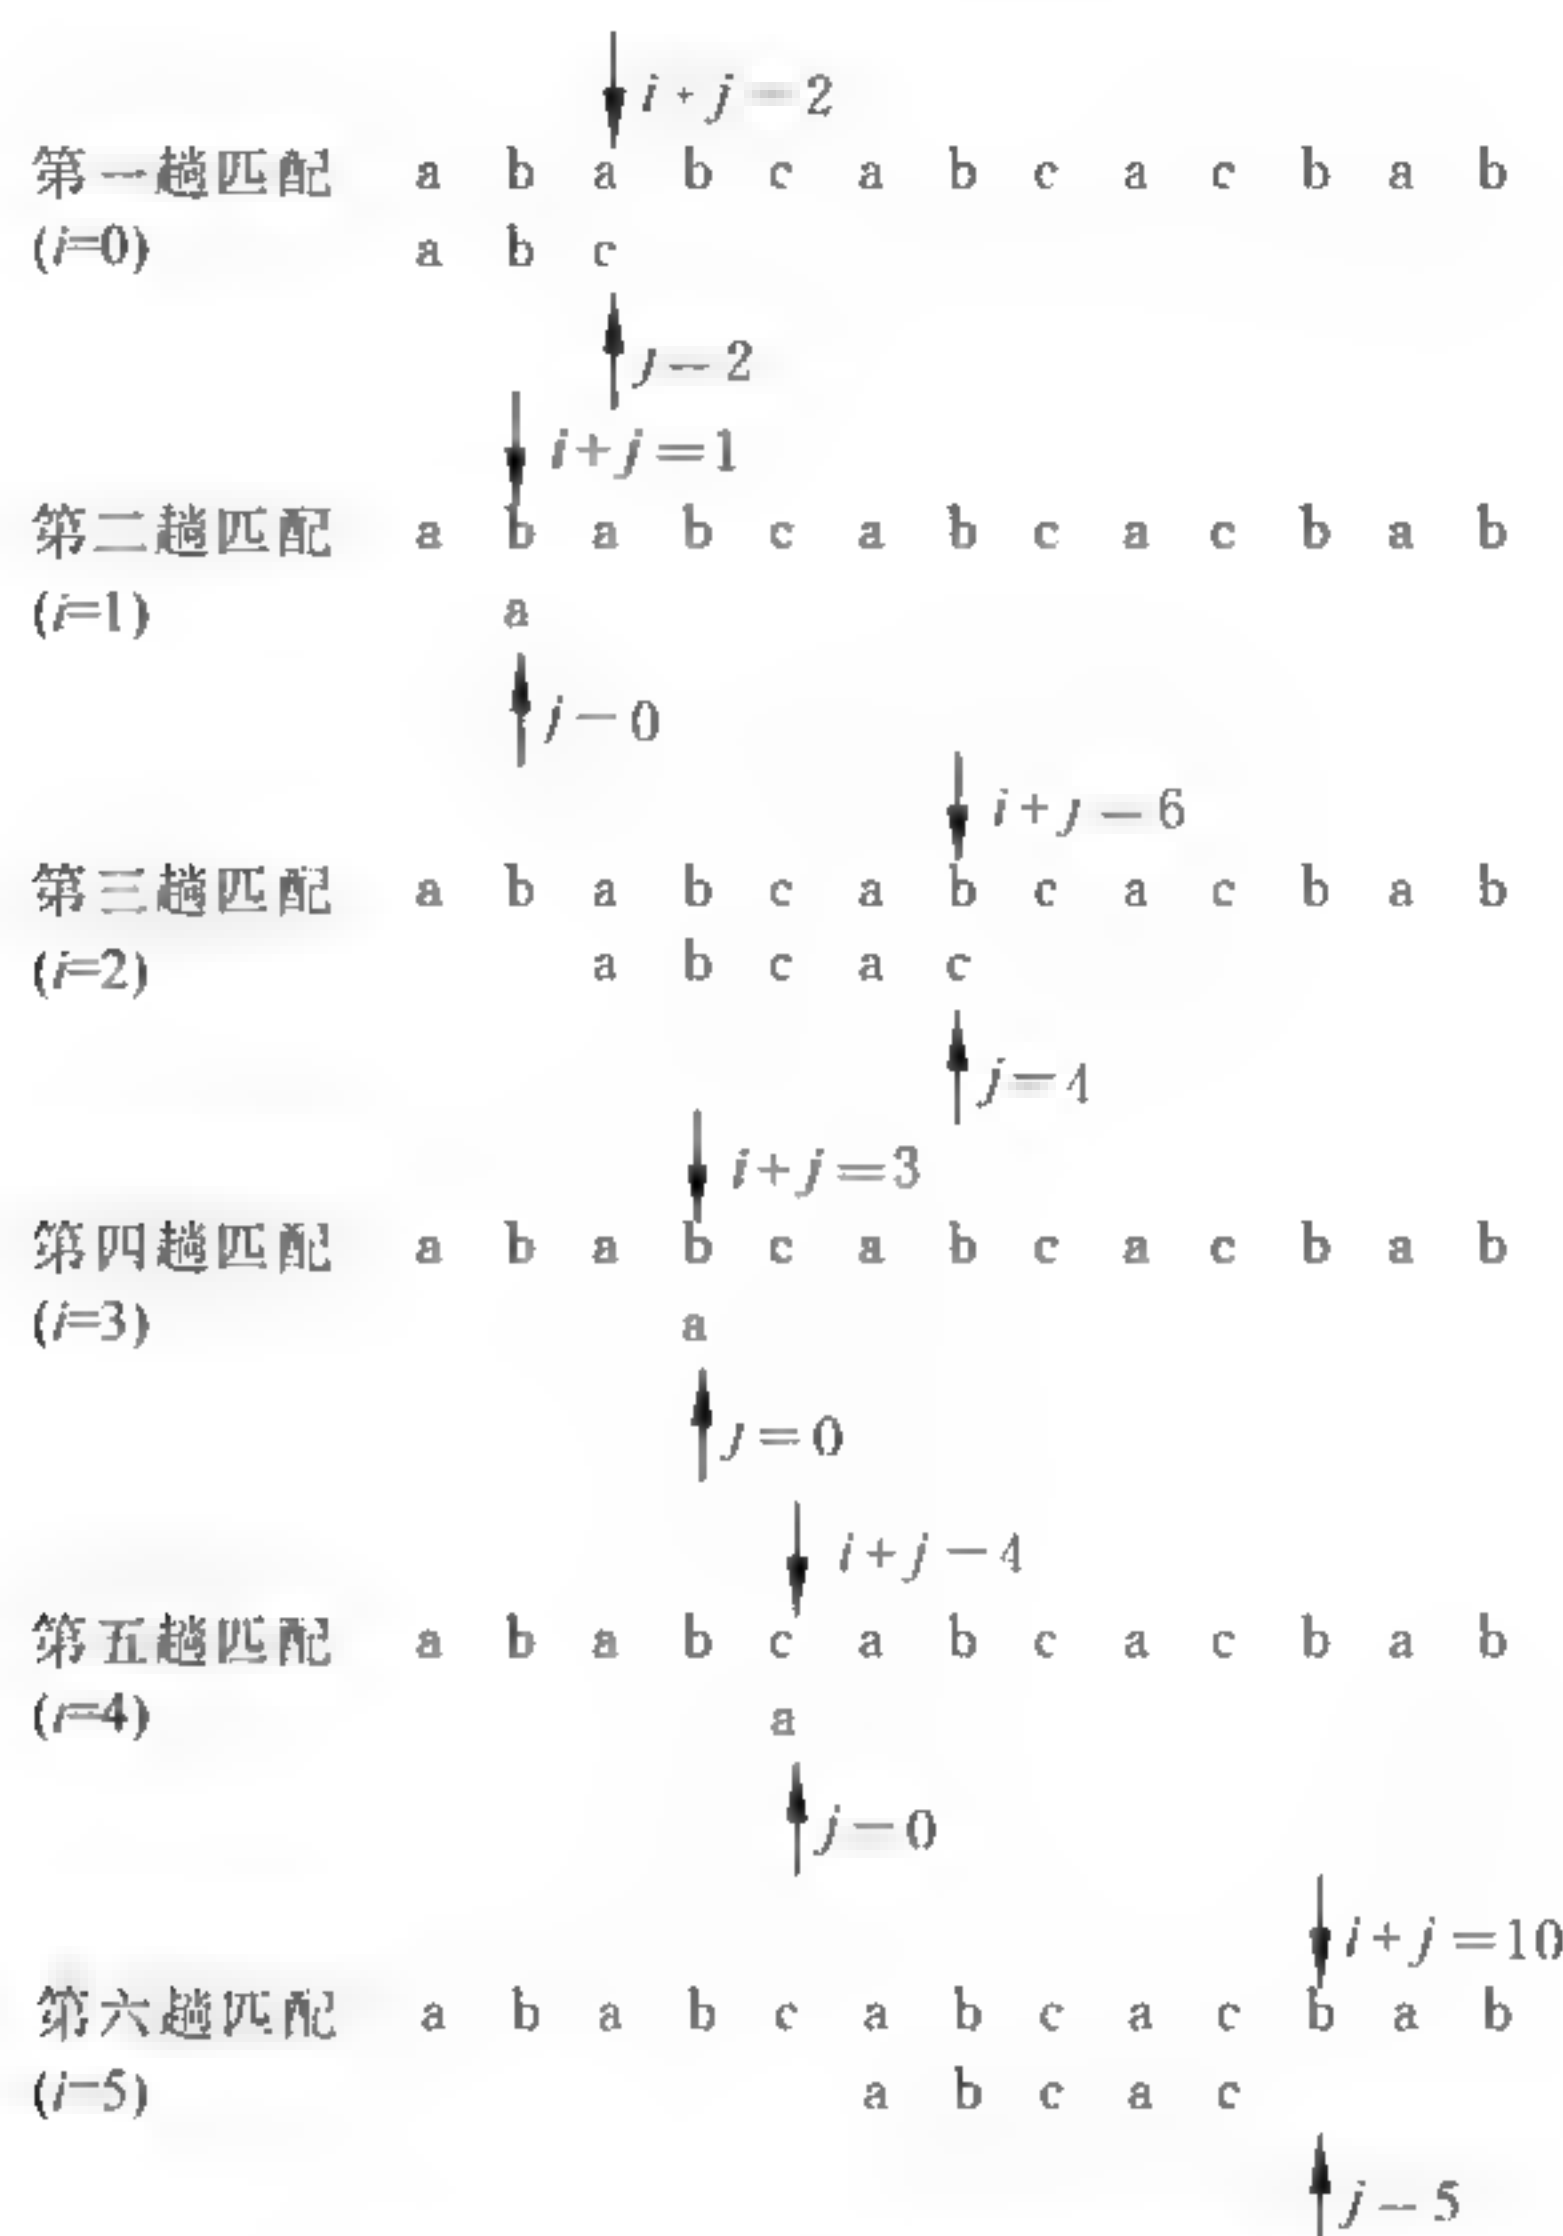 i+j=2
第一趟匹配 a b a b c a b c a c b a b
(i=0) a b c
j=2
i+j=1
第二趟匹配 a b a b c a b c a c b a b
(i=1) a
j=0
i+j=6
第三趟匹配 a b a b c a b c a c b a b
(i=2) a b c a c
j=4
i+j=3
第四趟匹配 a b a b c a b c a c b a b
(i=3) a
j=0
i+j=4
第五趟匹配 a b a b c a b c a c b a b
(i=4) a
j=0
i+j=10
第六趟匹配 a b a b c a b c a c b a b
(i=5) a b c a c
j=5